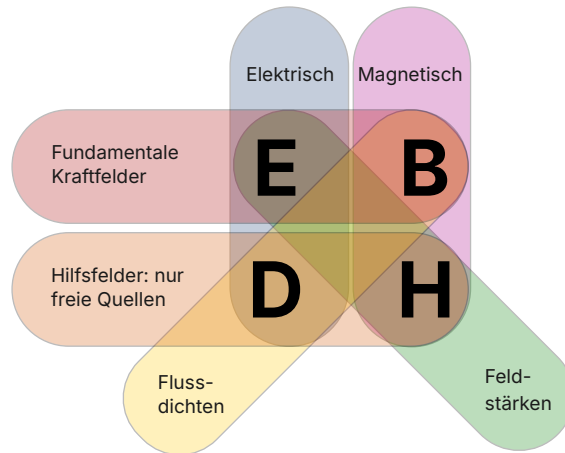 Elektrisch
Magnetisch
Fundamentale
Kraftfelder
E
B
Hilfsfelder: nur
freie Quellen
D
H
Fluss-
dichten
Feld-
stärken